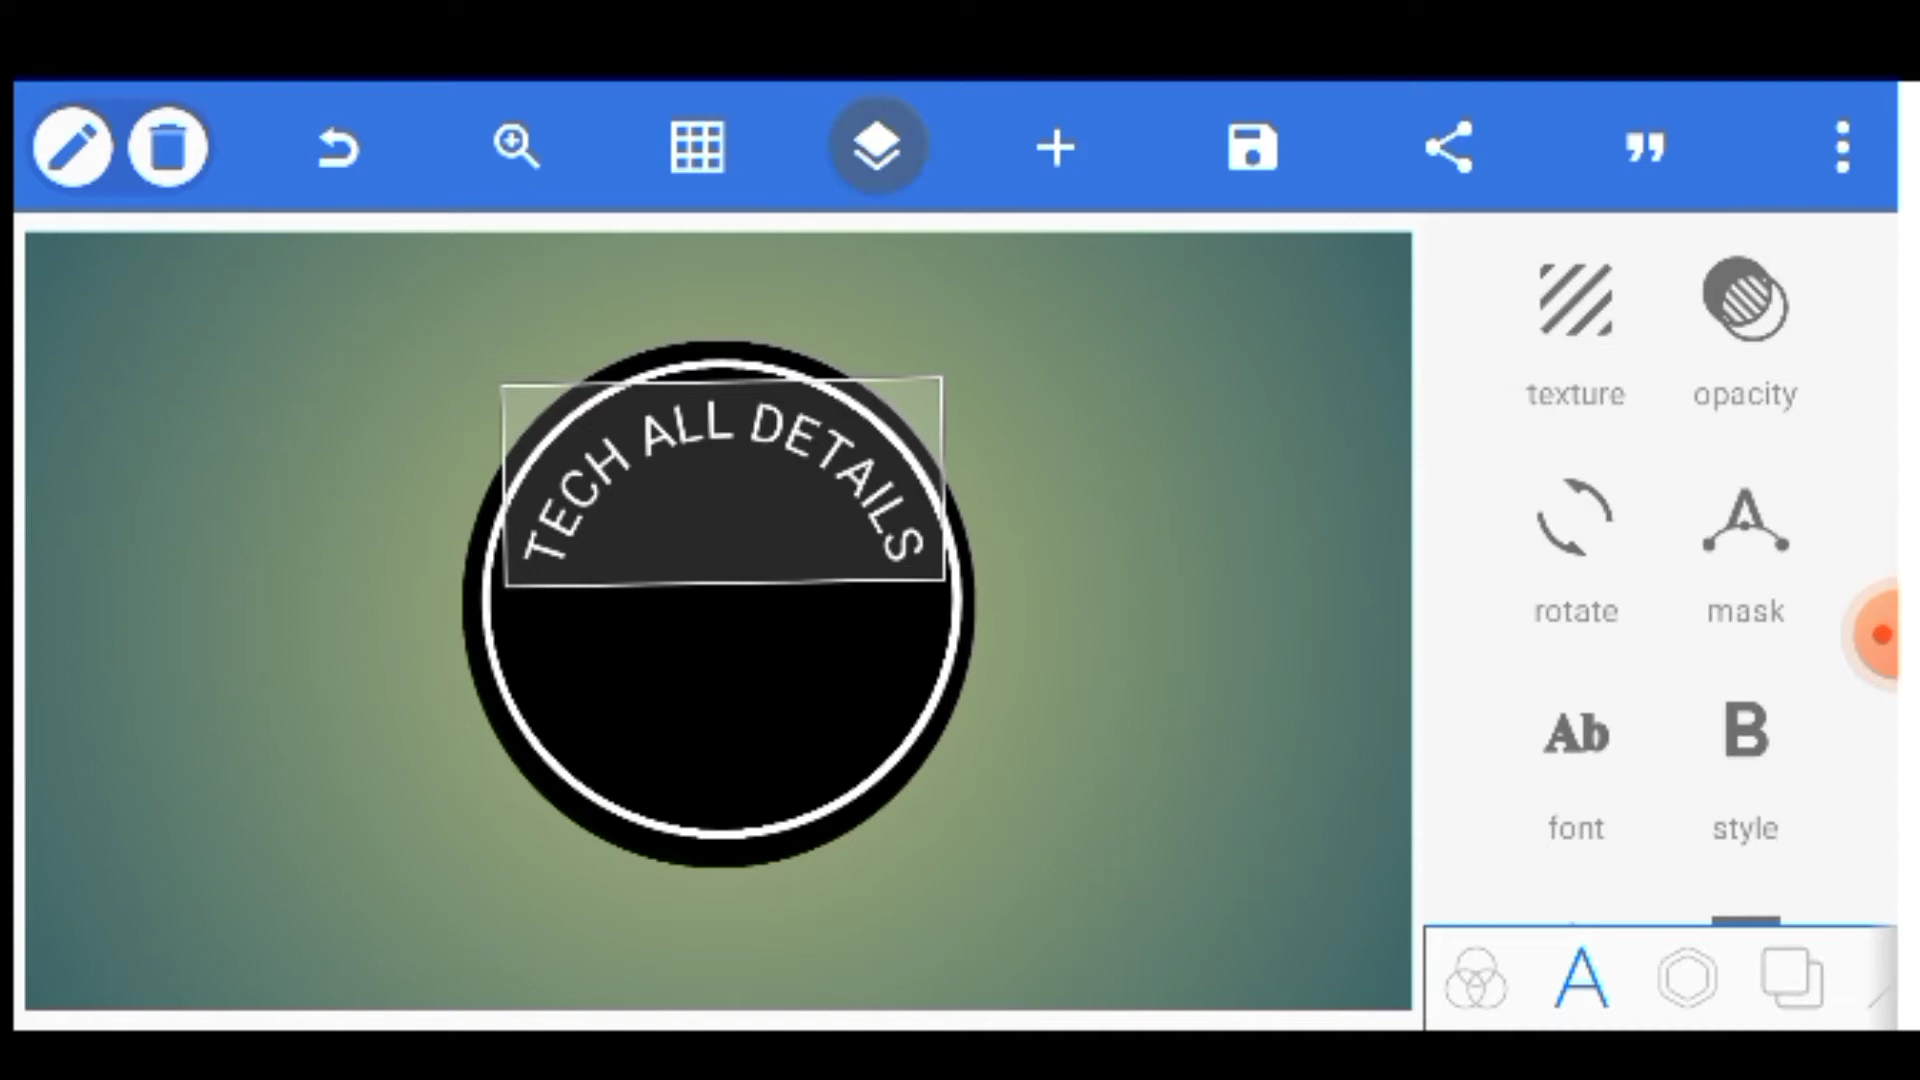 TECH ALL DETAILS
texture
opacity
rotate
mask
Ab
B
font
style
A